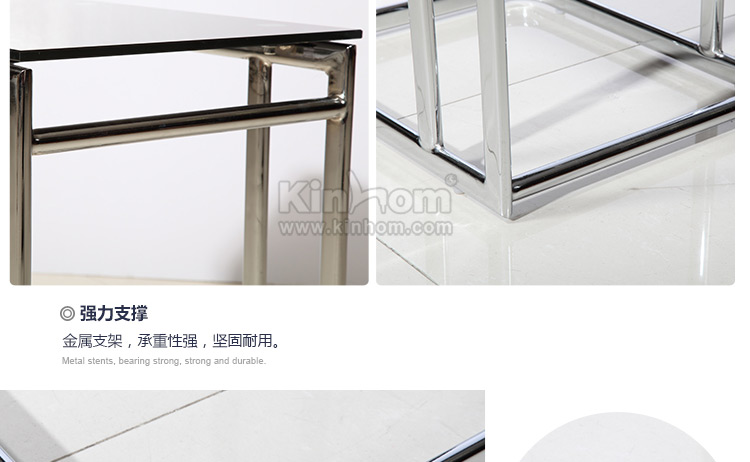 Kinhom
www.kinhom.com
强力支撑
金属支架，承重性强，坚固耐用。
Metal stents, bearing strong, strong and durable.